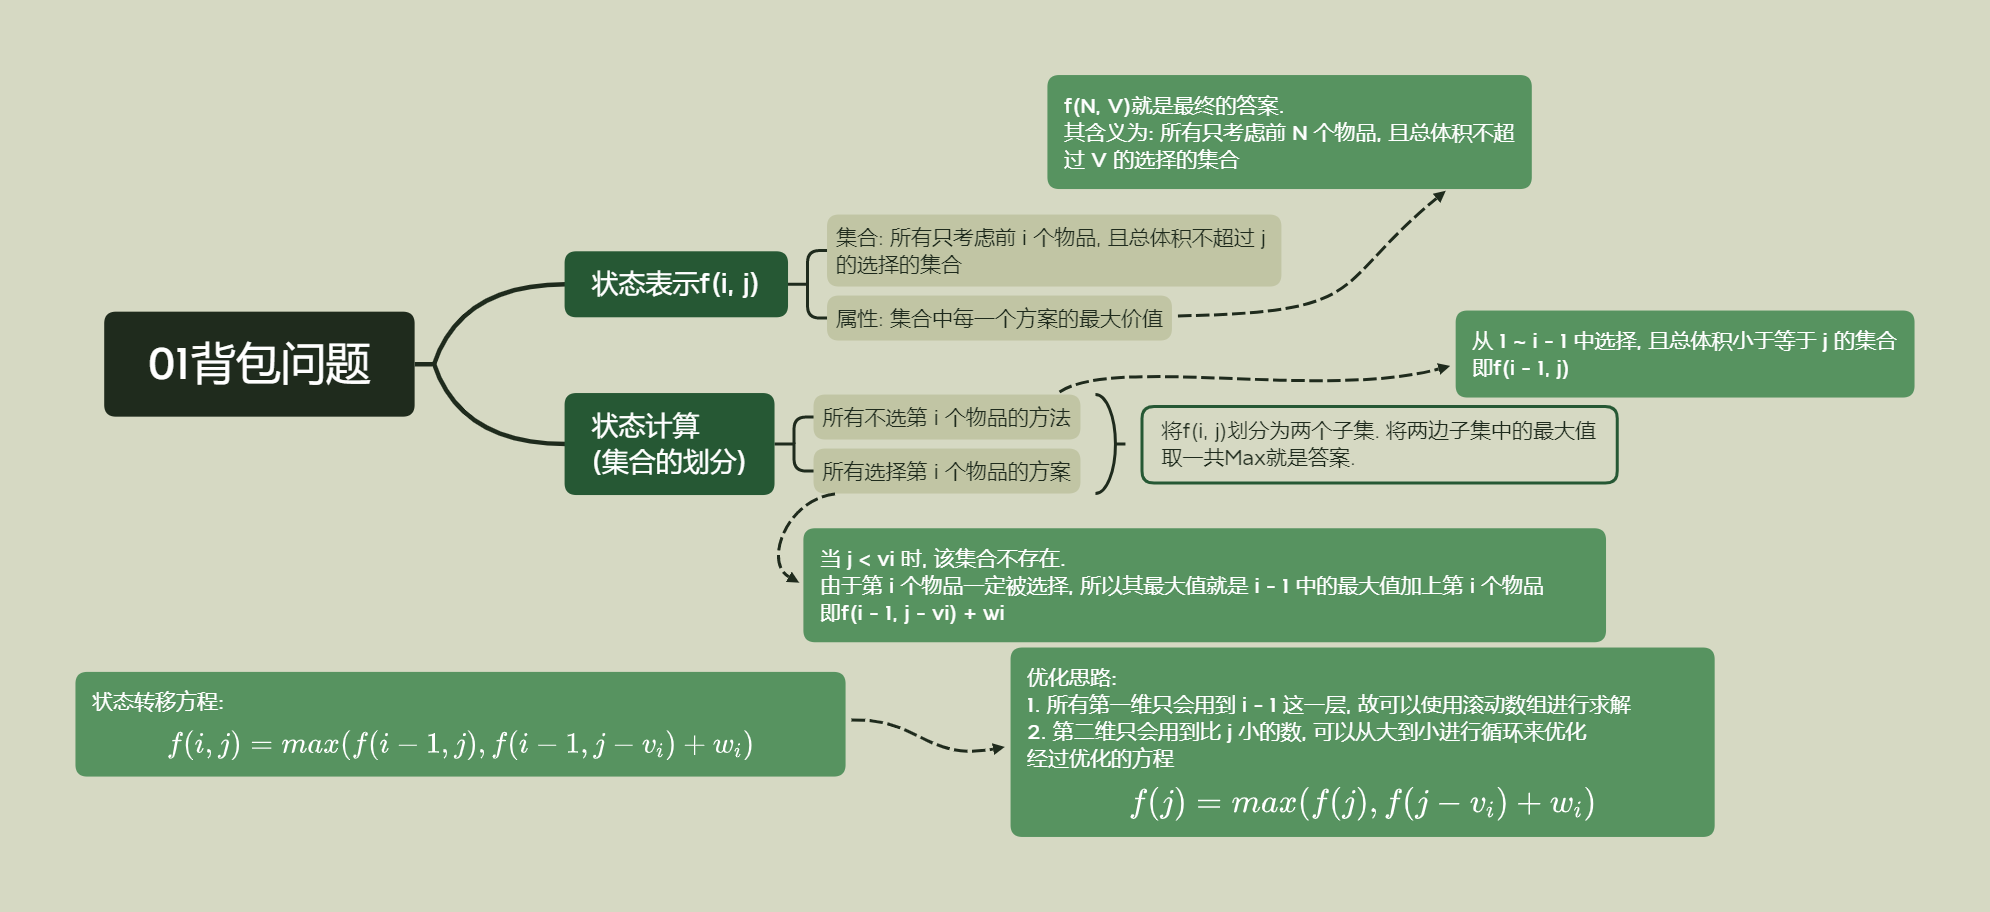 01背包问题
状态表示f(i, j)
集合: 所有只考虑前 i 个物品, 且总体积不超过 j
的选择的集合
属性: 集合中每一个方案的最大价值
f(N, V)就是最终的答案.
其含义为: 所有只考虑前 N 个物品, 且总体积不超
过 V 的选择的集合
状态计算
(集合的划分)
所有不选第 i 个物品的方法
所有选择第 i 个物品的方案
从 1 ~ i - 1 中选择, 且总体积小于等于 j 的集合
即f(i - 1, j)
将f(i, j)划分为两个子集. 将两边子集中的最大值
取一共Max就是答案.
当 j < vi 时, 该集合不存在.
由于第 i 个物品一定被选择, 所以其最大值就是 i - 1 中的最大值加上第 i 个物品
即f(i - 1, j - vi) + wi
状态转移方程:
f(i, j) = max(f(i − 1, j), f(i − 1, j − v_i) + w_i)
优化思路:
1. 所有第一维只会用到 i - 1 这一层, 故可以使用滚动数组进行求解
2. 第二维只会用到比 j 小的数, 可以从大到小进行循环来优化
经过优化的方程
f(j) = max(f(j), f(j − v_i) + w_i)